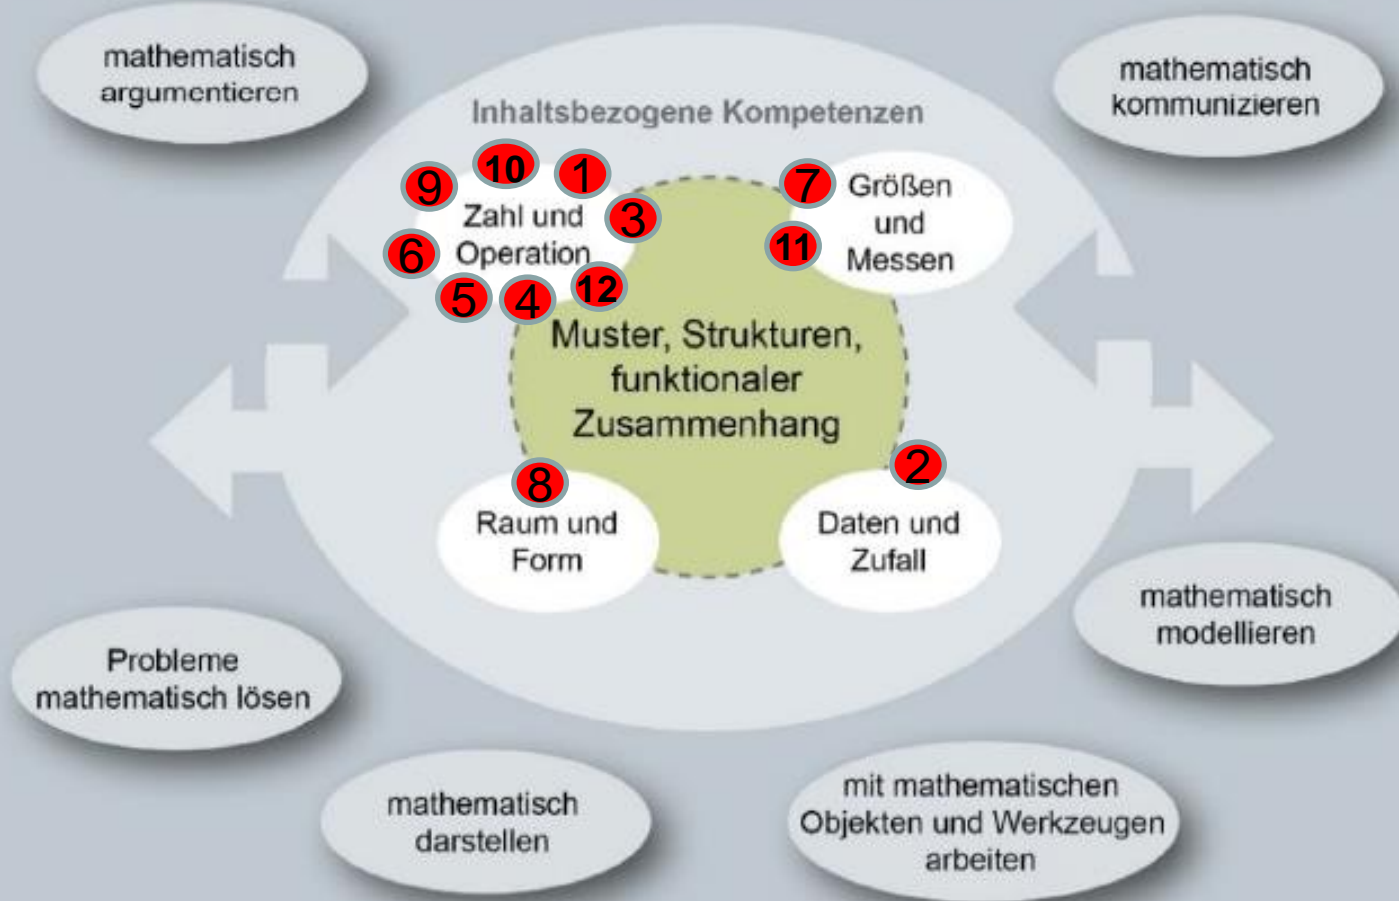 mathematisch
argumentieren
mathematisch
kommunizieren
Inhaltsbezogene Kompetenzen
9
10
1
3
6
5
4
12
Zahl und
Operation
7
11
Größen
und
Messen
Muster, Strukturen,
funktionaler
Zusammenhang
8
Raum und
Form
2
Daten und
Zufall
mathematisch
modellieren
Probleme
mathematisch lösen
mathematisch
darstellen
mit mathematischen
Objekten und Werkzeugen
arbeiten